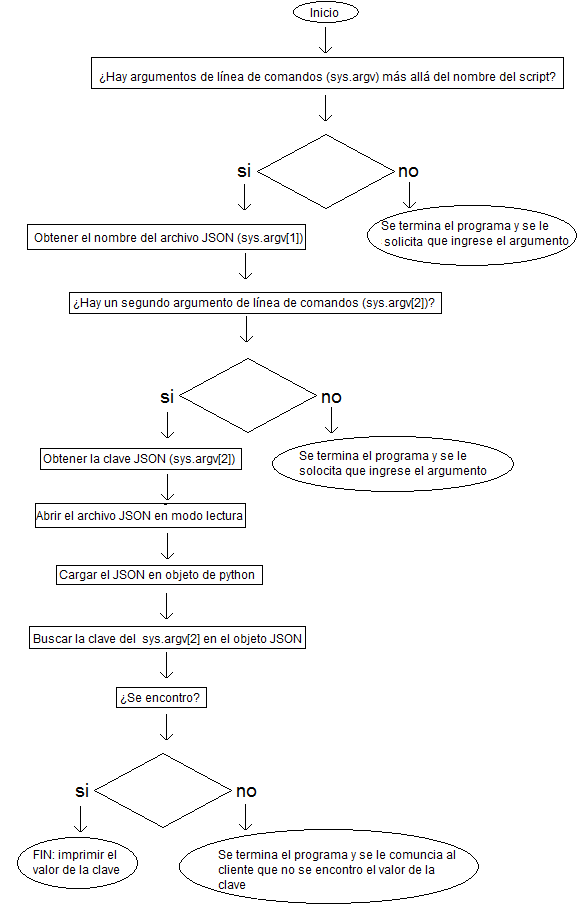 Inicio
¿Hay argumentos de línea de comandos (sys.argv) más allá del nombre del script?
si
no
Obtener el nombre del archivo JSON (sys.argv[1])
Se termina el programa y se le
solicita que ingrese el argumento
¿Hay un segundo argumento de línea de comandos (sys.argv[2])?
si
no
Obtener la clave JSON (sys.argv[2])
Se termina el programa y se le
solocita que ingrese el argumento
Abrir el archivo JSON en modo lectura
Cargar el JSON en objeto de python
Buscar la clave del sys.argv[2] en el objeto JSON
¿Se encontro?
si
no
FIN: imprimir el
valor de la clave
Se termina el programa y se le comuncia al
cliente que no se encontro el valor de la
clave